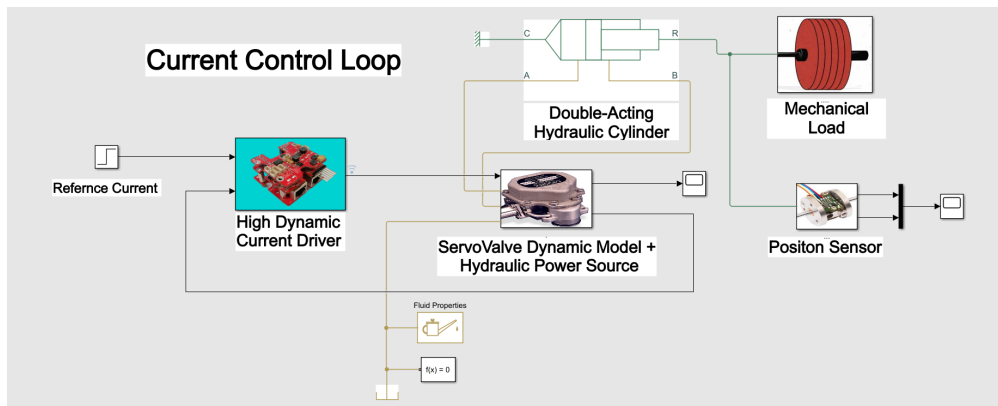 Current Control Loop
C
R
A
B
Double-Acting
Hydraulic Cylinder
Mechanical
Load
Refernce Current
High Dynamic
Current Driver
ServoValve Dynamic Model +
Hydraulic Power Source
Positon Sensor
Fluid Properties
f(x) = 0